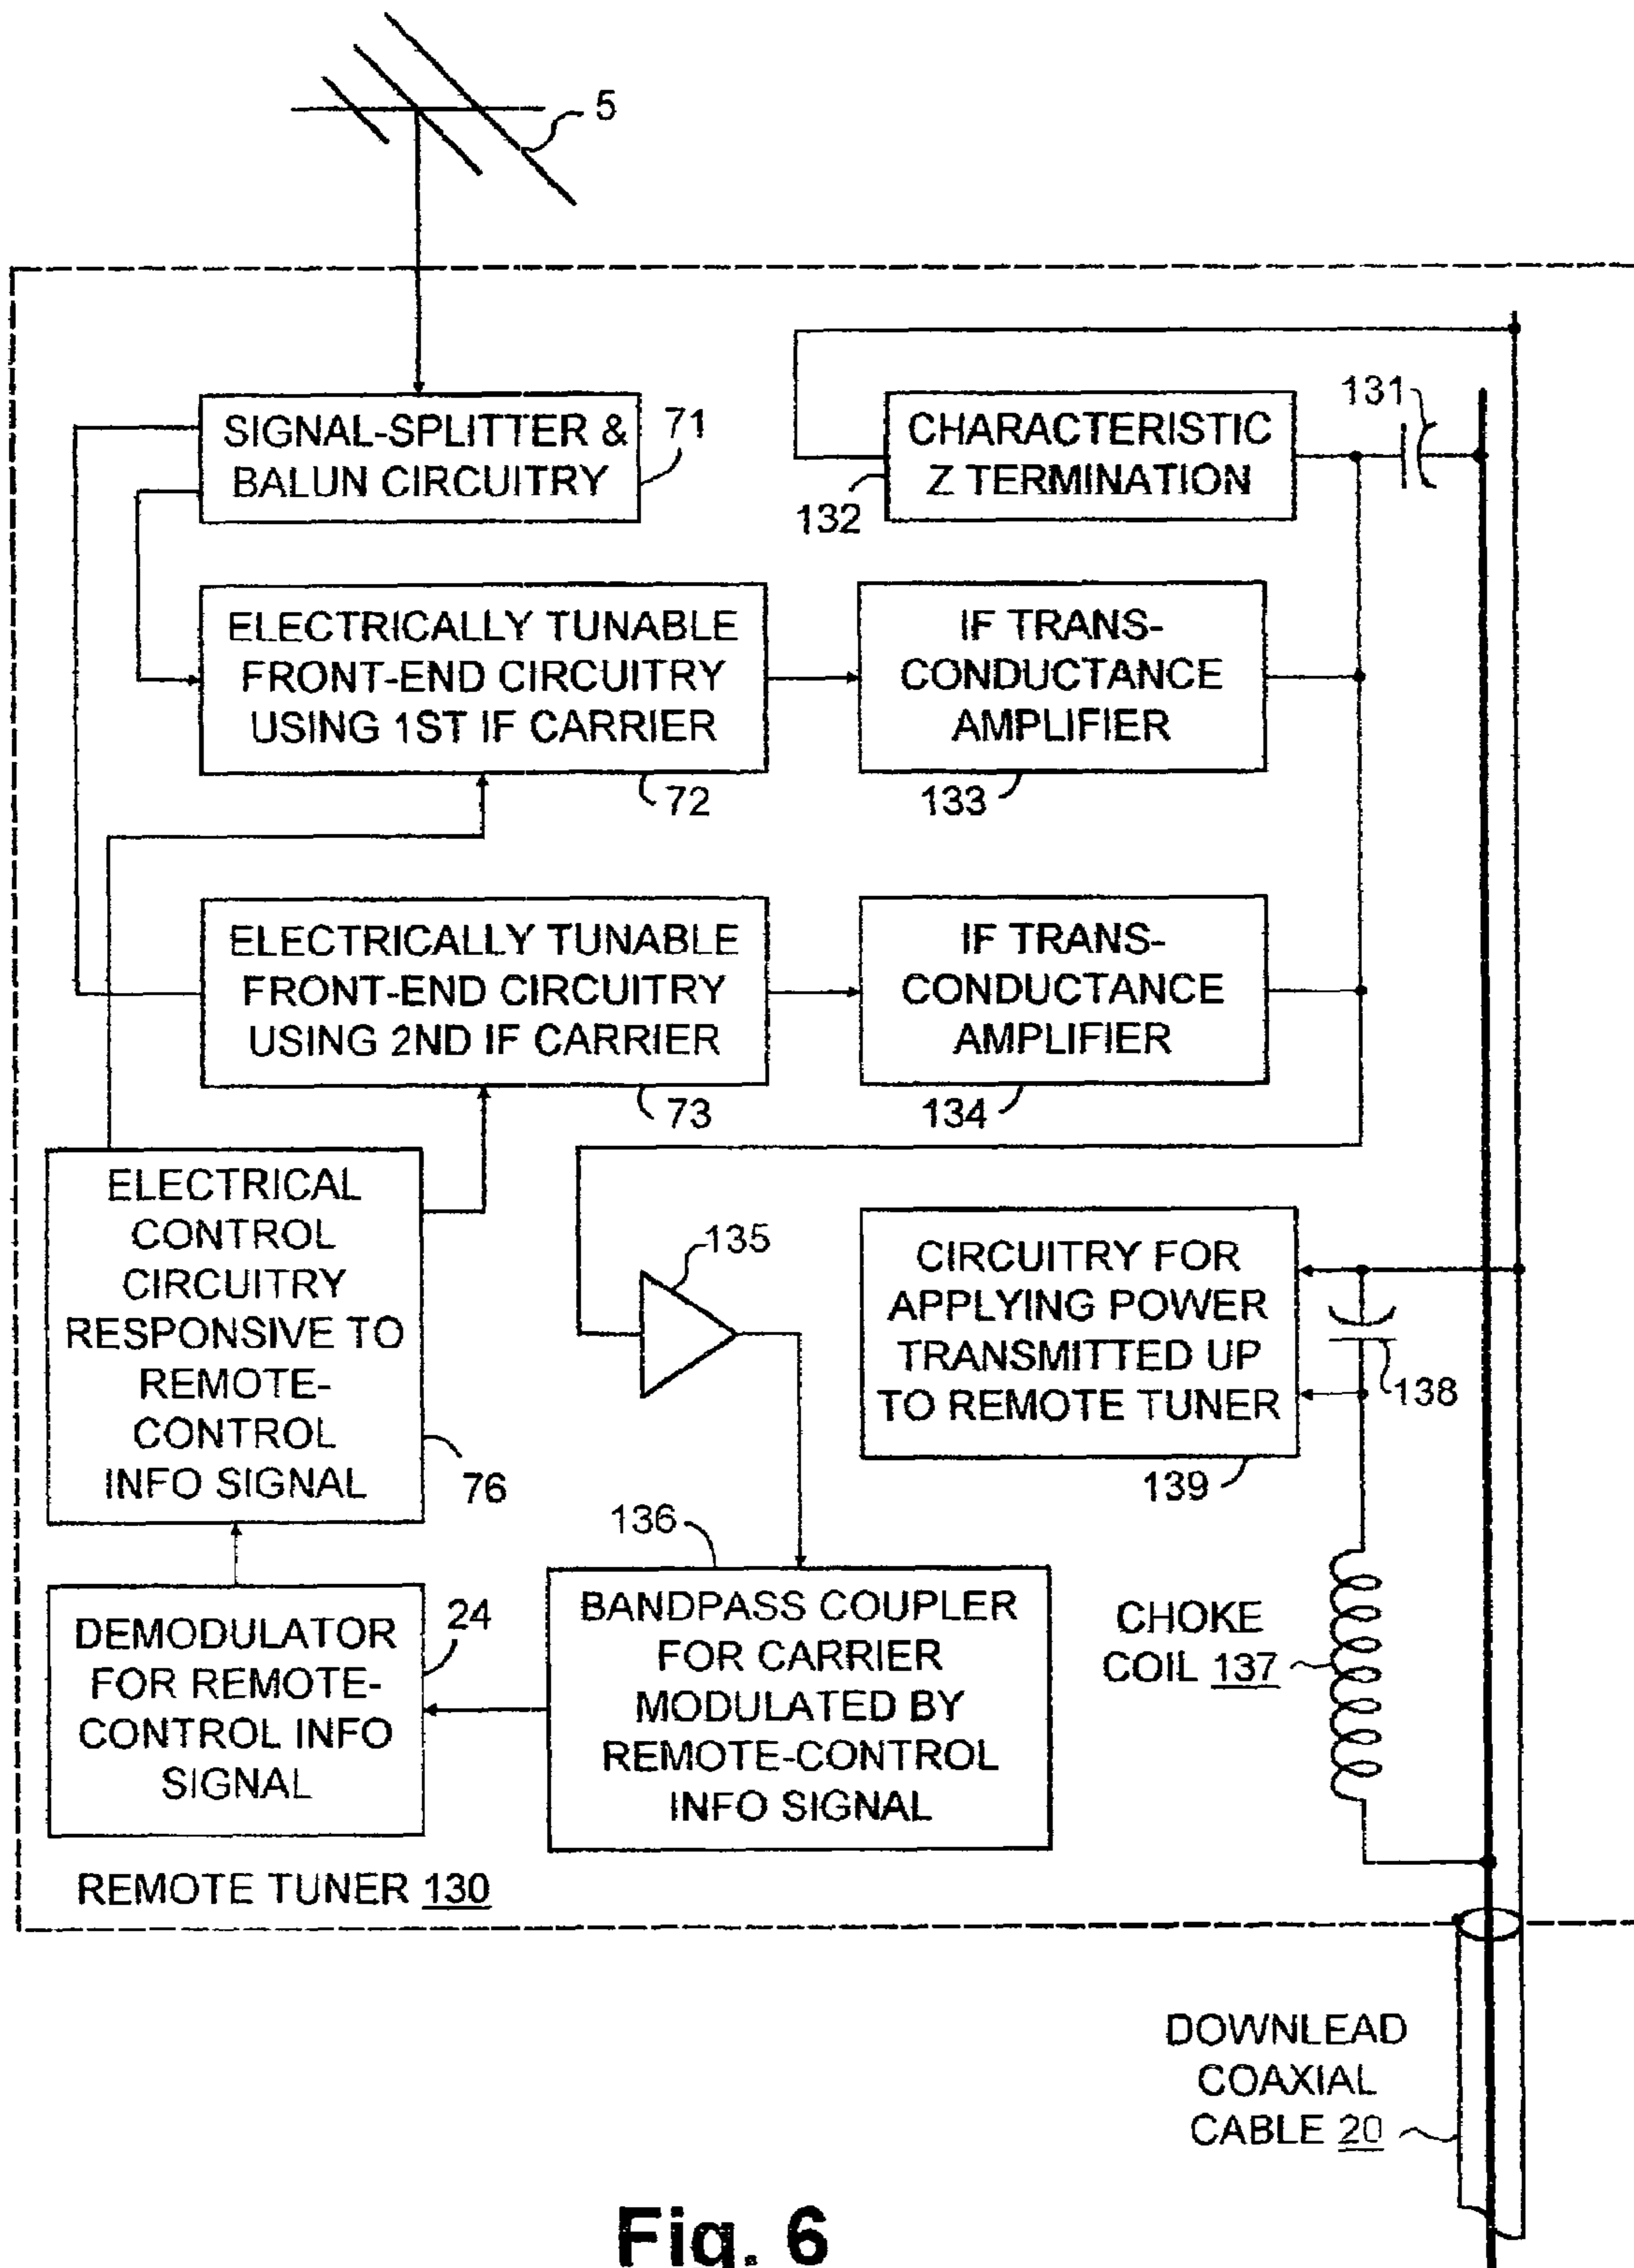 5
SIGNAL-SPLITTER &
BALUN CIRCUITRY
71
CHARACTERISTIC
Z TERMINATION
132
131
ELECTRICALLY TUNABLE
FRONT-END CIRCUITRY
USING 1ST IF CARRIER
72
IF TRANS-
CONDUCTANCE
AMPLIFIER
133
ELECTRICALLY TUNABLE
FRONT-END CIRCUITRY
USING 2ND IF CARRIER
73
IF TRANS-
CONDUCTANCE
AMPLIFIER
134
ELECTRICAL
CONTROL
CIRCUITRY
RESPONSIVE TO
REMOTE-
CONTROL
INFO SIGNAL
76
135
CIRCUITRY FOR
APPLYING POWER
TRANSMITTED UP
TO REMOTE TUNER
139
138
136
BANDPASS COUPLER
FOR CARRIER
MODULATED BY
REMOTE-CONTROL
INFO SIGNAL
24
DEMODULATOR
FOR REMOTE-
CONTROL INFO
SIGNAL
CHOKE
COIL 137
REMOTE TUNER 130
DOWNLEAD
COAXIAL
CABLE 20
Fig. 6